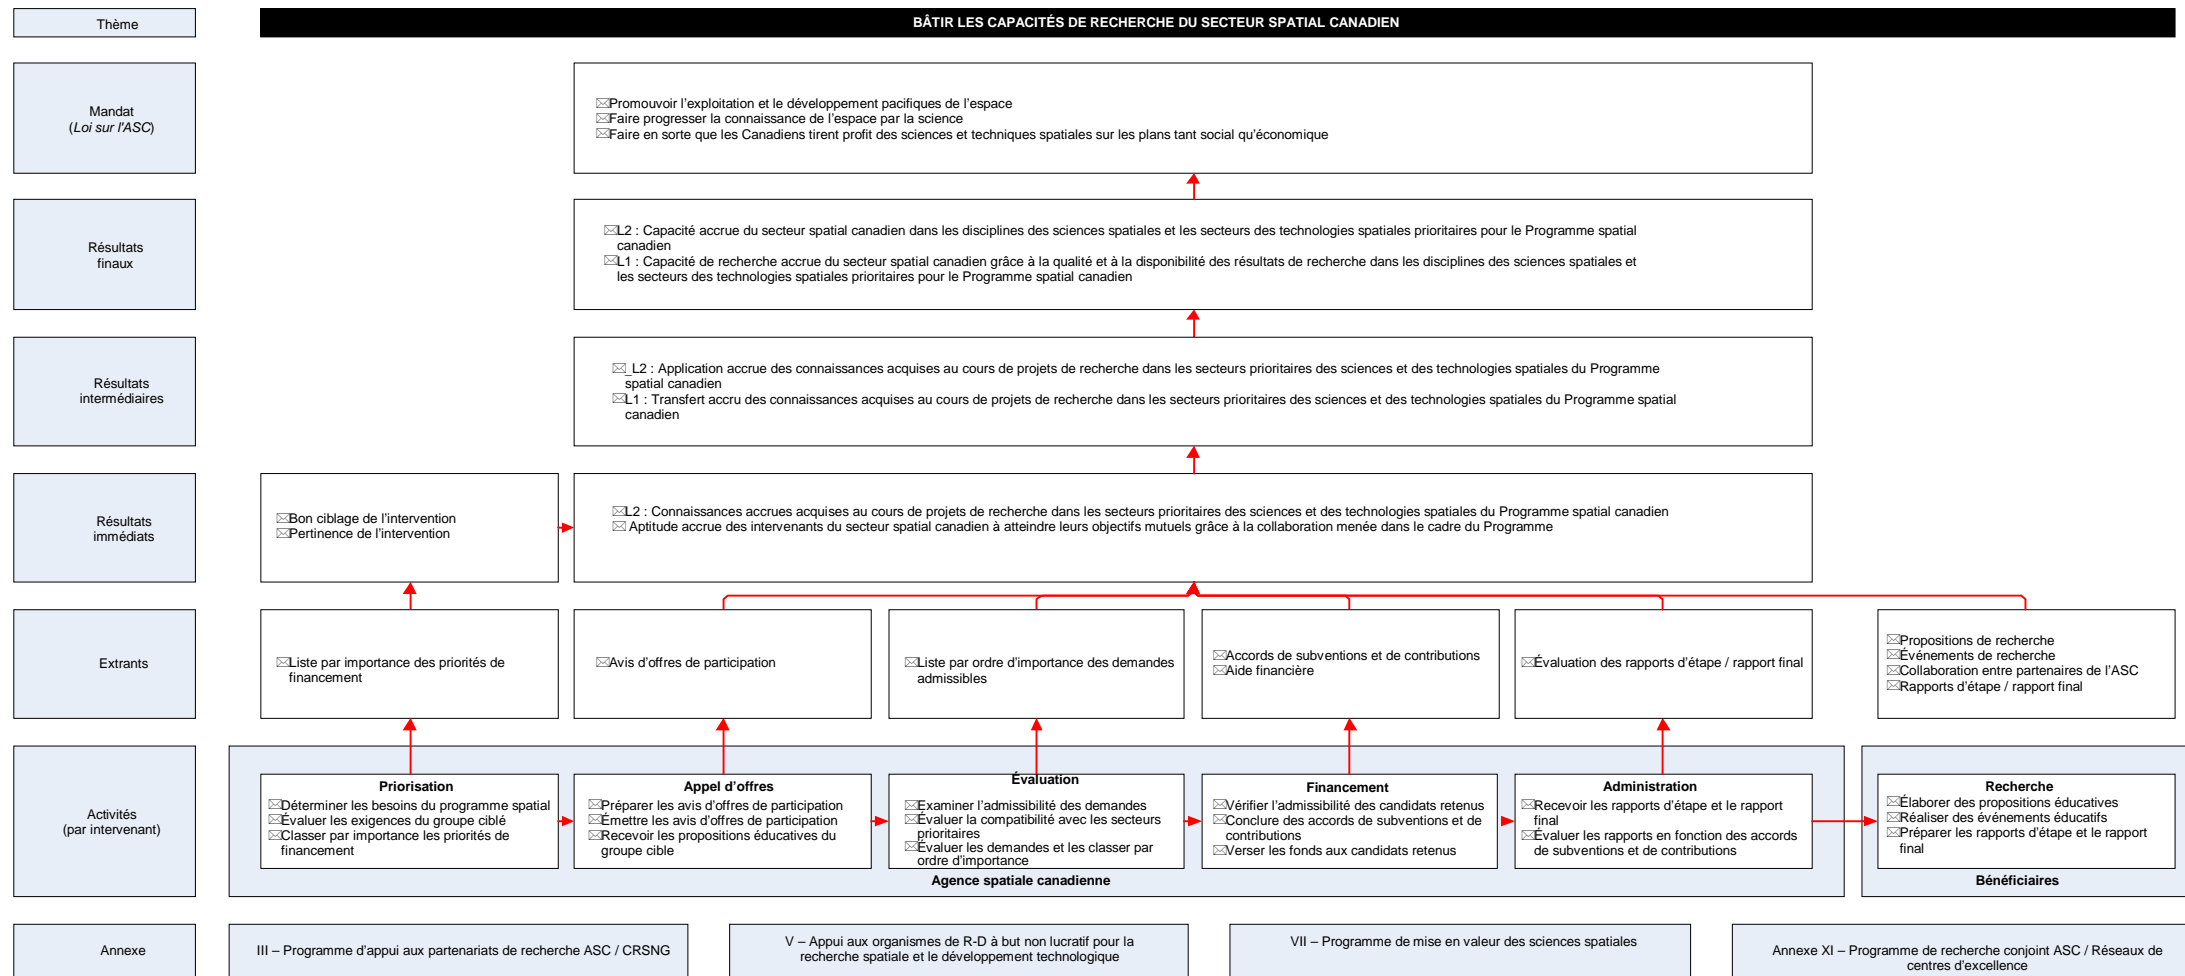 Thème
BÂTIR LES CAPACITÉS DE RECHERCHE DU SECTEUR SPATIAL CANADIEN
Mandat
(Loi sur l'ASC)
Promouvoir l'exploitation et le développement pacifiques de l'espace
Faire progresser la connaissance de l'espace par la science
Faire en sorte que les Canadiens tirent profit des sciences et techniques spatiales sur les plans tant social qu'économique
Résultats
finaux
L2 : Capacité accrue du secteur spatial canadien dans les disciplines des sciences spatiales et les secteurs des technologies spatiales prioritaires pour le Programme spatial
canadien
L1 : Capacité de recherche accrue du secteur spatial canadien grâce à la qualité et à la disponibilité des résultats de recherche dans les disciplines des sciences spatiales et
les secteurs des technologies spatiales prioritaires pour le Programme spatial canadien
Résultats
intermédiaires
_L2 : Application accrue des connaissances acquises au cours de projets de recherche dans les secteurs prioritaires des sciences et des technologies spatiales du Programme
spatial canadien
L1 : Transfert accru des connaissances acquises au cours de projets de recherche dans les secteurs prioritaires des sciences et des technologies spatiales du Programme spatial
canadien
Résultats
immédiats
Bon ciblage de l'intervention
Pertinence de l'intervention
L2 : Connaissances accrues acquises au cours de projets de recherche dans les secteurs prioritaires des sciences et des technologies spatiales du Programme spatial canadien
Aptitude accrue des intervenants du secteur spatial canadien à atteindre leurs objectifs mutuels grâce à la collaboration menée dans le cadre du Programme
Extrants
Liste par importance des priorités de
financement
Avis d'offres de participation
Liste par ordre d'importance des demandes
admissibles
Accords de subventions et de contributions
Aide financière
Évaluation des rapports d'étape / rapport final
Propositions de recherche
Événements de recherche
Collaboration entre partenaires de l'ASC
Rapports d'étape / rapport final
Activités
(par intervenant)
Priorisation
Déterminer les besoins du programme spatial
Évaluer les exigences du groupe ciblé
Classer par importance les priorités de
financement
Appel d'offres
Préparer les avis d'offres de participation
Émettre les avis d'offres de participation
Recevoir les propositions éducatives du
groupe cible
Évaluation
Examiner l'admissibilité des demandes
Évaluer la compatibilité avec les secteurs
prioritaires
Évaluer les demandes et les classer par
ordre d'importance
Financement
Vérifier l'admissibilité des candidats retenus
Conclure des accords de subventions et de
contributions
Verser les fonds aux candidats retenus
Administration
Recevoir les rapports d'étape et le rapport
final
Évaluer les rapports en fonction des accords
de subventions et de contributions
Recherche
Élaborer des propositions éducatives
Réaliser des événements éducatifs
Préparer les rapports d'étape et le rapport
final
Agence spatiale canadienne
Bénéficiaires
Annexe
III – Programme d'appui aux partenariats de recherche ASC / CRSNG
V – Appui aux organismes de R-D à but non lucratif pour la
recherche spatiale et le développement technologique
VII – Programme de mise en valeur des sciences spatiales
Annexe XI – Programme de recherche conjoint ASC / Réseaux de
centres d'excellence